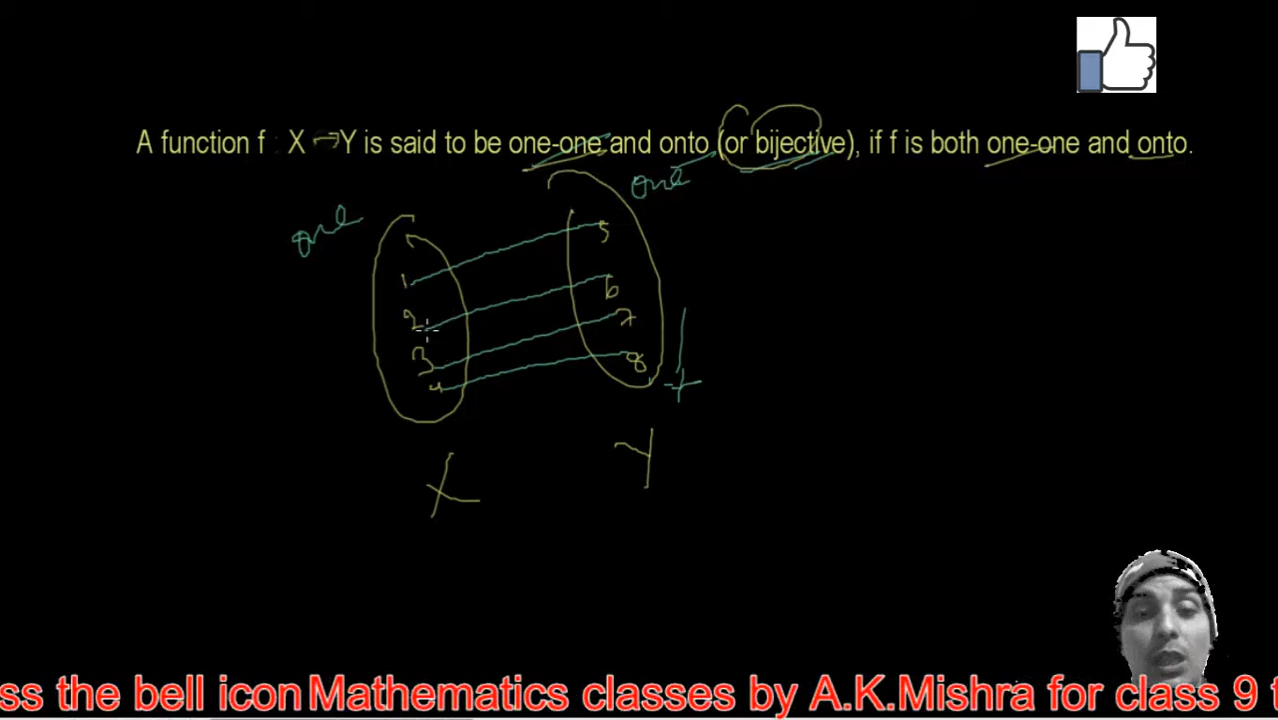 A function f : X → Y is said to be one-one and onto (or bijective), if f is both one-one and onto.
one
one
1
5
2
6
3
7
4
8
X
Y
ss the bell icon Mathematics classes by A.K.Mishra for class 9 t